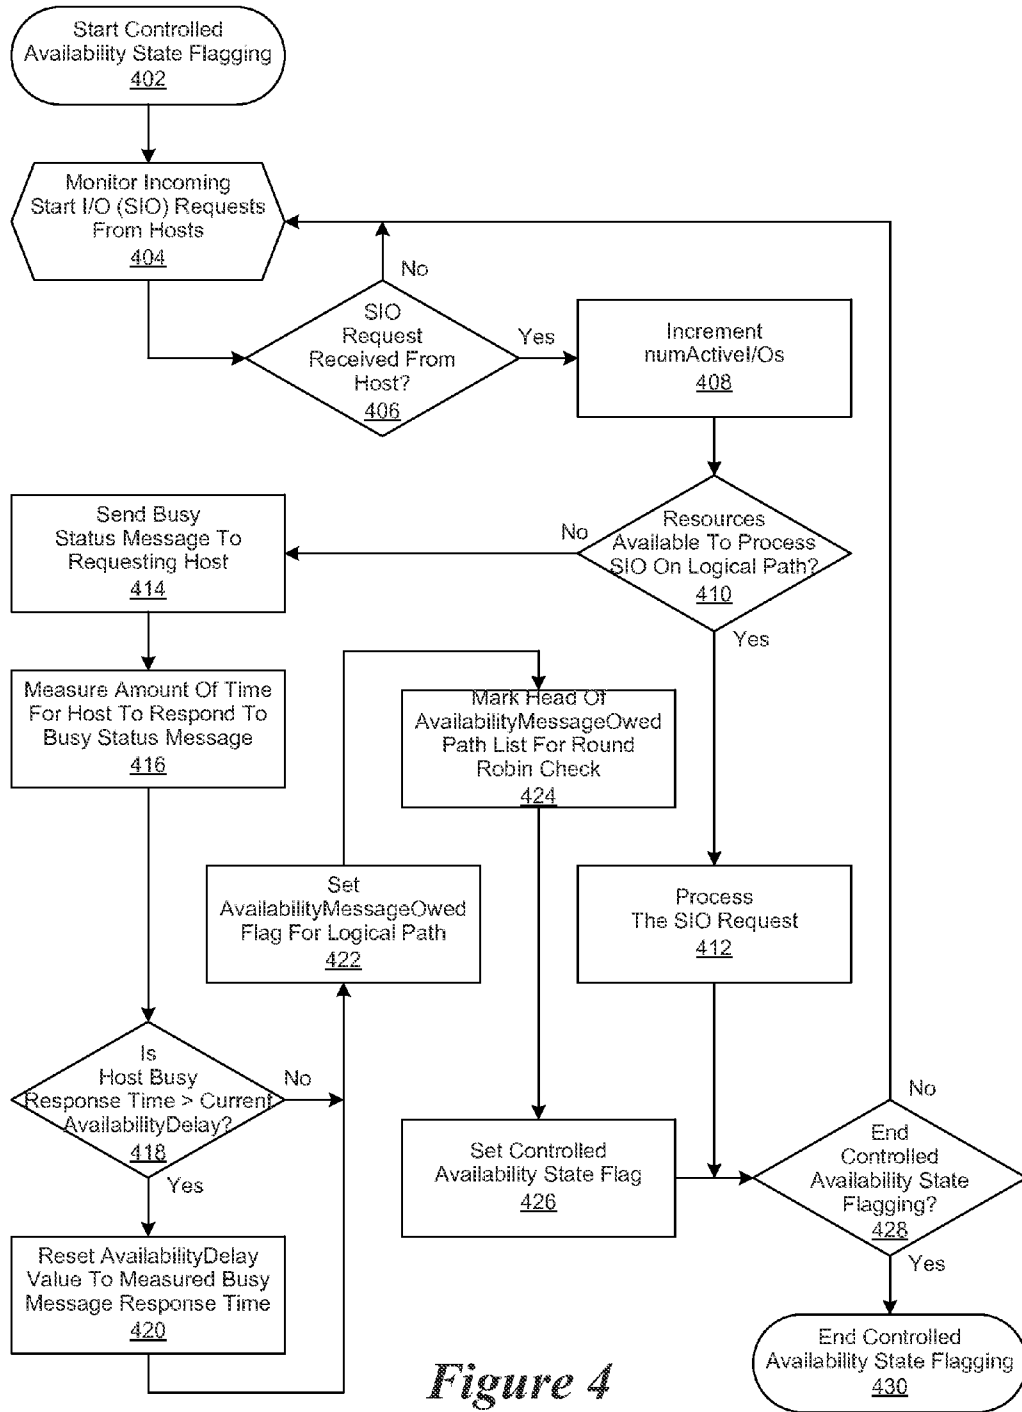 Start Controlled
Availability State Flagging
402
Monitor Incoming
Start I/O (SIO) Requests
From Hosts
404
No
SIO
Request
Received From
Host?
406
Yes
Increment
numActiveI/Os
408
Resources
Available To Process
SIO On Logical Path?
410
No
Yes
Send Busy
Status Message To
Requesting Host
414
Measure Amount Of Time
For Host To Respond To
Busy Status Message
416
Mark Head Of
AvailabilityMessageOwed
Path List For Round
Robin Check
424
Set
AvailabilityMessageOwed
Flag For Logical Path
422
Process
The SIO Request
412
Is
Host Busy
Response Time > Current
AvailabilityDelay?
418
No
Yes
Set Controlled
Availability State Flag
426
No
End
Controlled
Availability State
Flagging?
428
Yes
Reset AvailabilityDelay
Value To Measured Busy
Message Response Time
420
End Controlled
Availability State Flagging
430
Figure 4